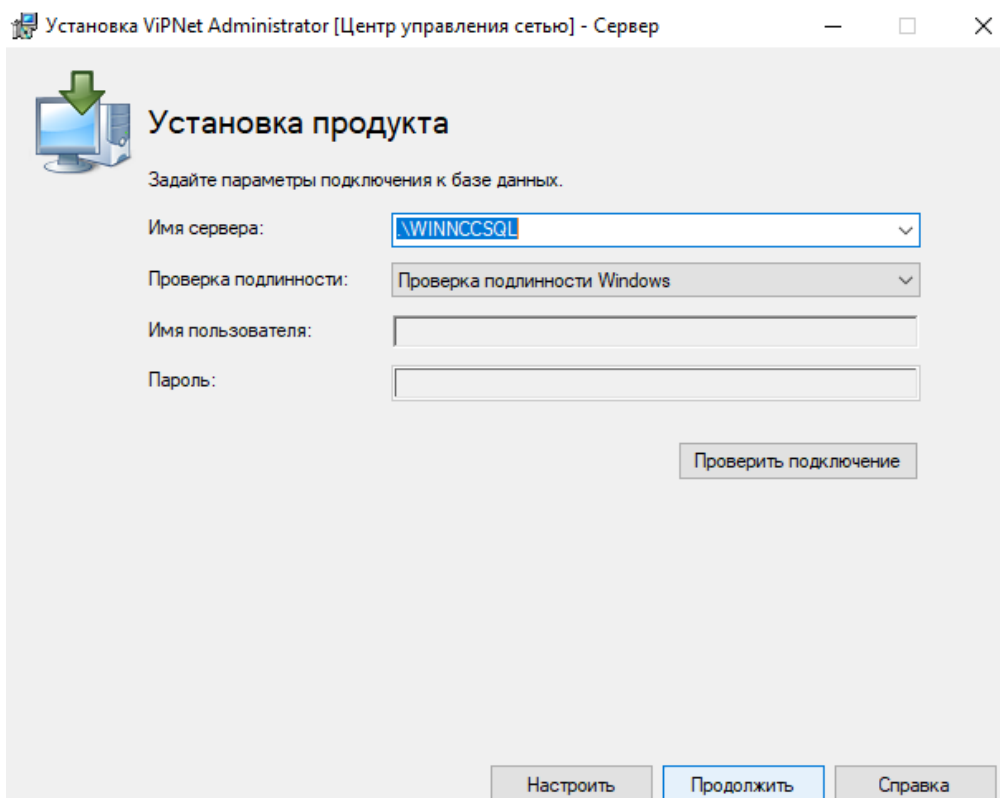 Установка ViPNet Administrator [Центр управления сетью] - Сервер
Установка продукта
Задайте параметры подключения к базе данных.
Имя сервера: .\WINNCCSQL
Проверка подлинности: Проверка подлинности Windows
Имя пользователя:
Пароль:
Проверить подключение
Настроить Продолжить Справка